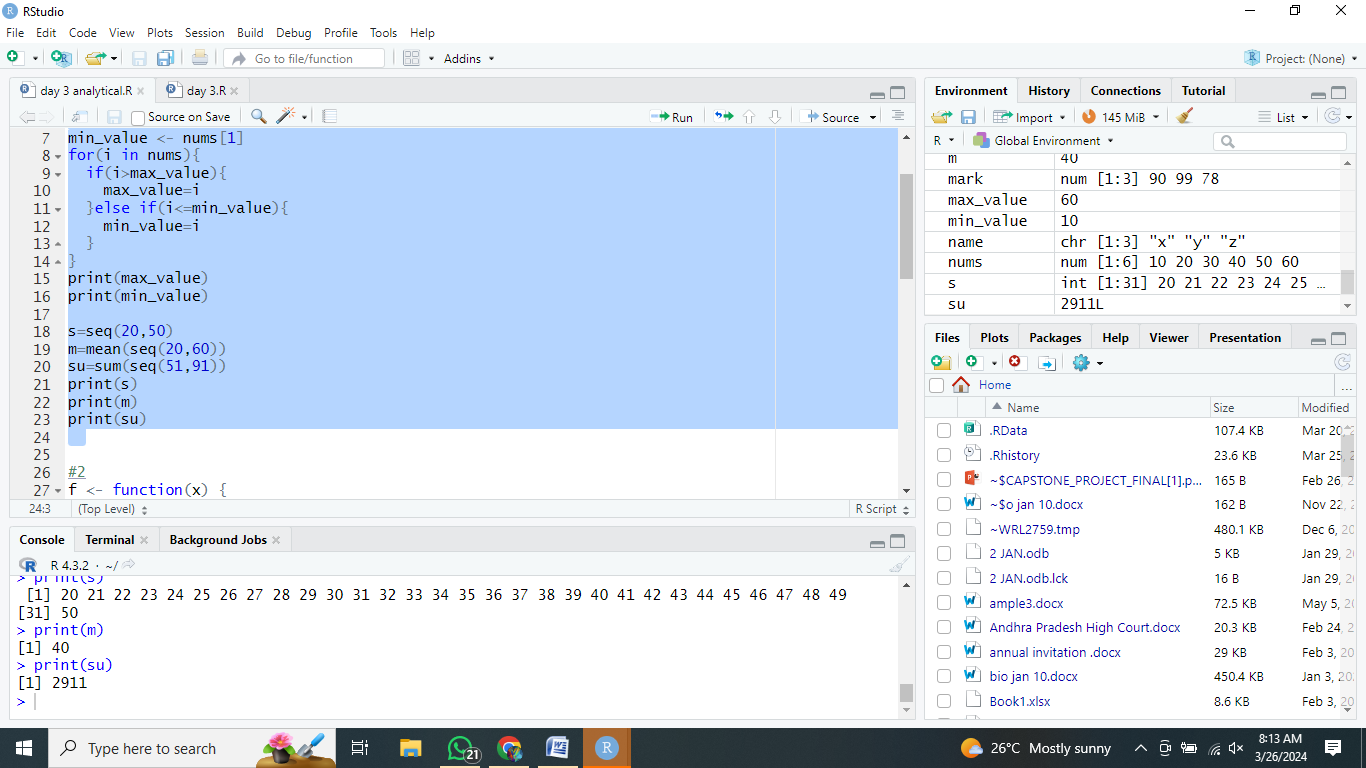 RStudio
File Edit Code View Plots Session Build Debug Profile Tools Help
Go to file/function Addins Project: (None)
day 3 analytical.R day 3.R
Source on Save Run Source
7 min_value <- nums[1]
8 for(i in nums){
9 if(i>max_value){
10 max_value=i
11 }else if(i<=min_value){
12 min_value=i
13 }
14 }
15 print(max_value)
16 print(min_value)
17
18 s=seq(20,50)
19 m=mean(seq(20,60))
20 su=sum(seq(51,91))
21 print(s)
22 print(m)
23 print(su)
24
25
26 #2
27 f <- function(x) {
24:3 (Top Level) R Script
Console Terminal Background Jobs
R 4.3.2 · ~/
> print(s)
[1] 20 21 22 23 24 25 26 27 28 29 30 31 32 33 34 35 36 37 38 39 40 41 42 43 44 45 46 47 48 49
[31] 50
> print(m)
[1] 40
> print(su)
[1] 2911
>
Environment History Connections Tutorial
Import 145 MiB List
R Global Environment
m 40
mark num [1:3] 90 99 78
max_value 60
min_value 10
name chr [1:3] "x" "y" "z"
nums num [1:6] 10 20 30 40 50 60
s int [1:31] 20 21 22 23 24 25 ...
su 2911L
Files Plots Packages Help Viewer Presentation
Home ...
Name Size Modified
.RData 107.4 KB Mar 20,
.Rhistory 23.6 KB Mar 25, 2
~$CAPSTONE_PROJECT_FINAL[1].p... 165 B Feb 26,
~$o jan 10.docx 162 B Nov 22, 2
~WRL2759.tmp 480.1 KB Dec 6, 20
2 JAN.odb 5 KB Jan 29,
2 JAN.odb.lck 16 B Jan 29,
ample3.docx 72.5 KB May 5, 2
Andhra Pradesh High Court.docx 20.3 KB Feb 24, 2
annual invitation .docx 29 KB Feb 3, 20
bio jan 10.docx 450.4 KB Jan 3, 20
Book1.xlsx 8.6 KB Feb 3, 20
Type here to search
21
R
26°C Mostly sunny
8:13 AM
3/26/2024